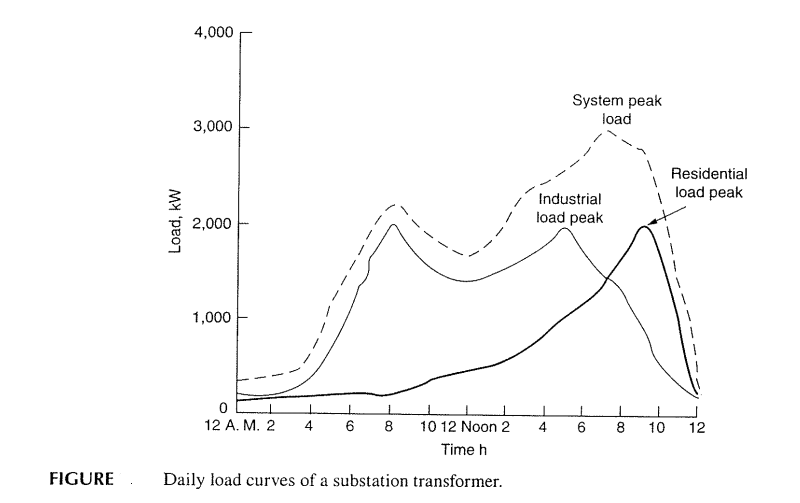 4,000
3,000
2,000
1,000
0
Load, kW
System peak
load
Residential
load peak
Industrial
load peak
12 A. M. 2 4 6 8 10 12 Noon 2 4 6 8 10 12
Time h
FIGURE . Daily load curves of a substation transformer.